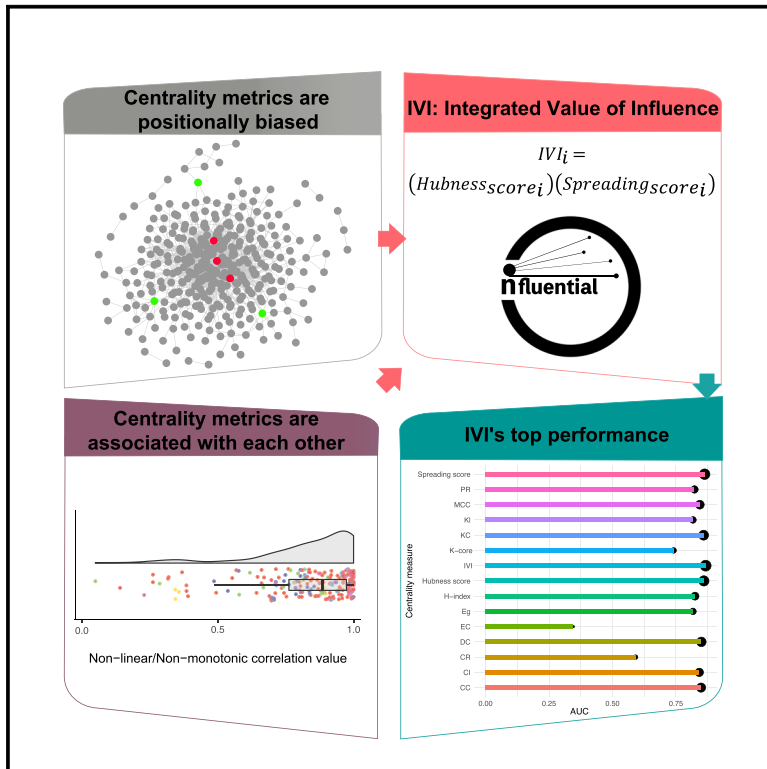 Centrality metrics are
positionally biased
IVI: Integrated Value of Influence
IVIi =
(Hubnessscorei)(Spreadingscorei)
nfluential
Centrality metrics are
associated with each other
0.0
0.5
1.0
Non−linear/Non−monotonic correlation value
IVI's top performance
Centrality measure
Spreading score
PR
MCC
KI
KC
K−core
IVI
Hubness score
H−index
Eg
EC
DC
CR
CI
CC
0.00
0.25
0.50
0.75
AUC